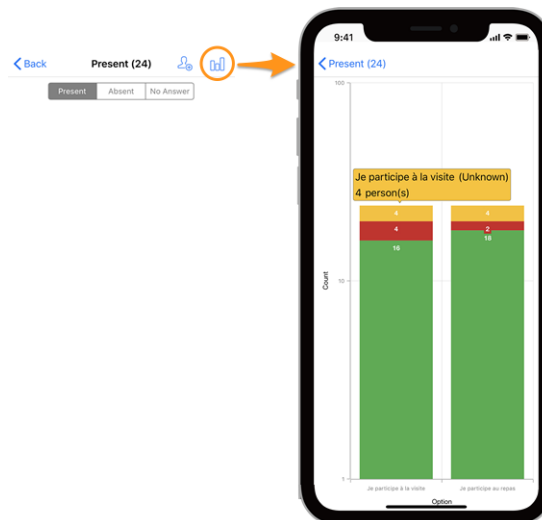 Back
Present (24)
Present
Absent
No Answer
9:41
Present (24)
100
Je participe à la visite (Unknown)
4 person(s)
4
4
4
2
16
18
Count
10
1
Je participe à la visite
Je participe au repas
Option